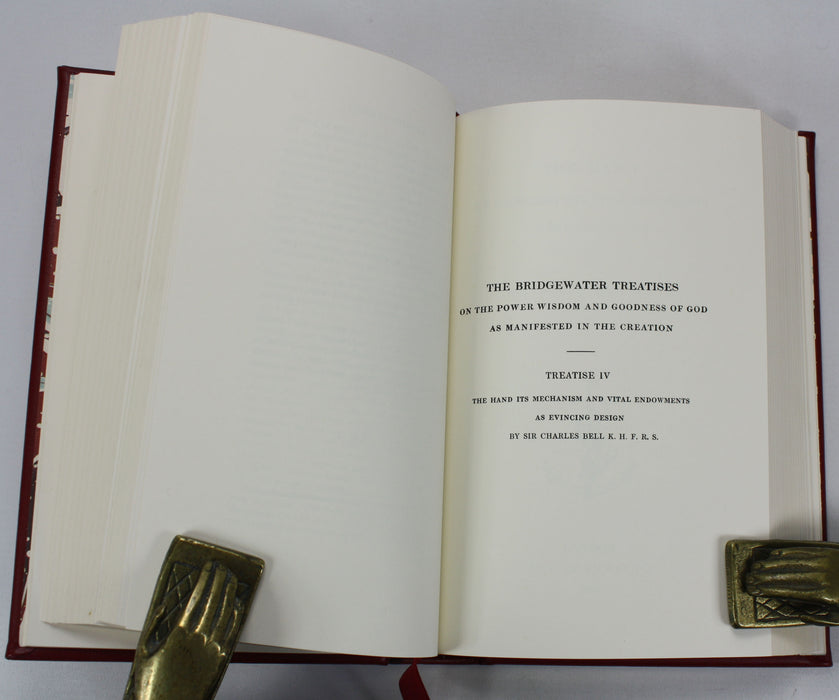 THE BRIDGEWATER TREATISES
ON THE POWER WISDOM AND GOODNESS OF GOD
AS MANIFESTED IN THE CREATION
TREATISE IV
THE HAND ITS MECHANISM AND VITAL ENDOWMENTS
AS EVINCING DESIGN
BY SIR CHARLES BELL K. H. F. R. S.